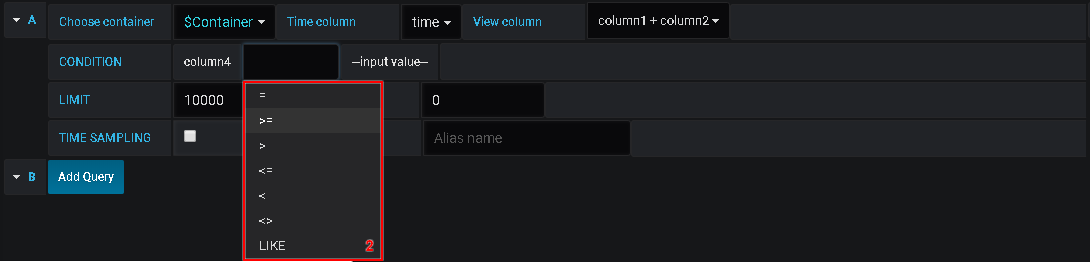 A Choose container $Container Time column time View column column1 + column2
CONDITION column4 --input value--
LIMIT 10000 0
TIME SAMPLING Alias name
B Add Query
=
>=
>
<=
<
<>
LIKE 2